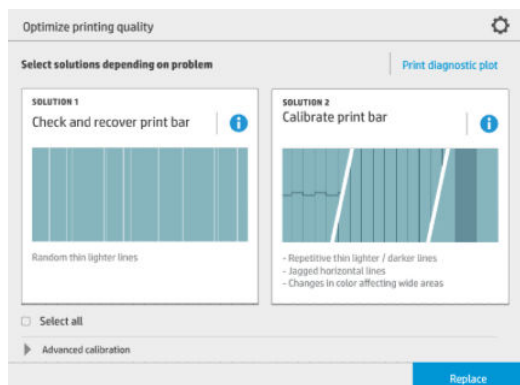 Optimize printing quality
Select solutions depending on problem
Print diagnostic plot
SOLUTION 1
Check and recover print bar
Random thin lighter lines
SOLUTION 2
Calibrate print bar
- Repetitive thin lighter / darker lines
- Jagged horizontal lines
- Changes in color affecting wide areas
Select all
Advanced calibration
Replace